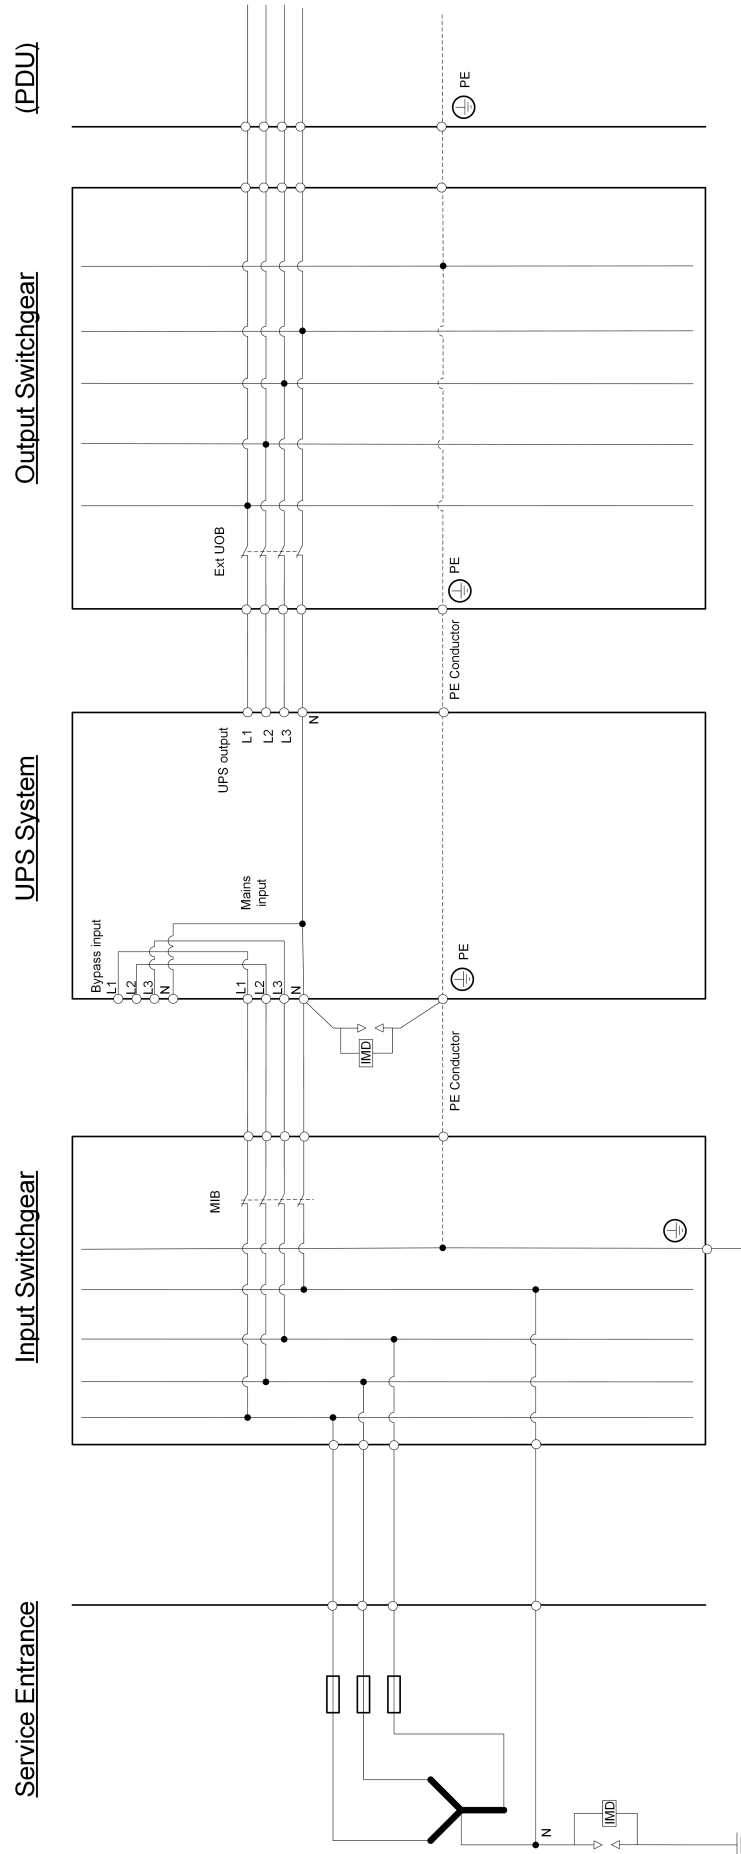 (PDU)
PE
Output Switchgear
Ext UOB
PE
PE Conductor
UPS System
UPS output
L1
L2
L3
N
Mains
input
Bypass input
L1
L2
L3
N
L1
L2
L3
N
PE
IMD
PE Conductor
Input Switchgear
MIB
Service Entrance
N
IMD